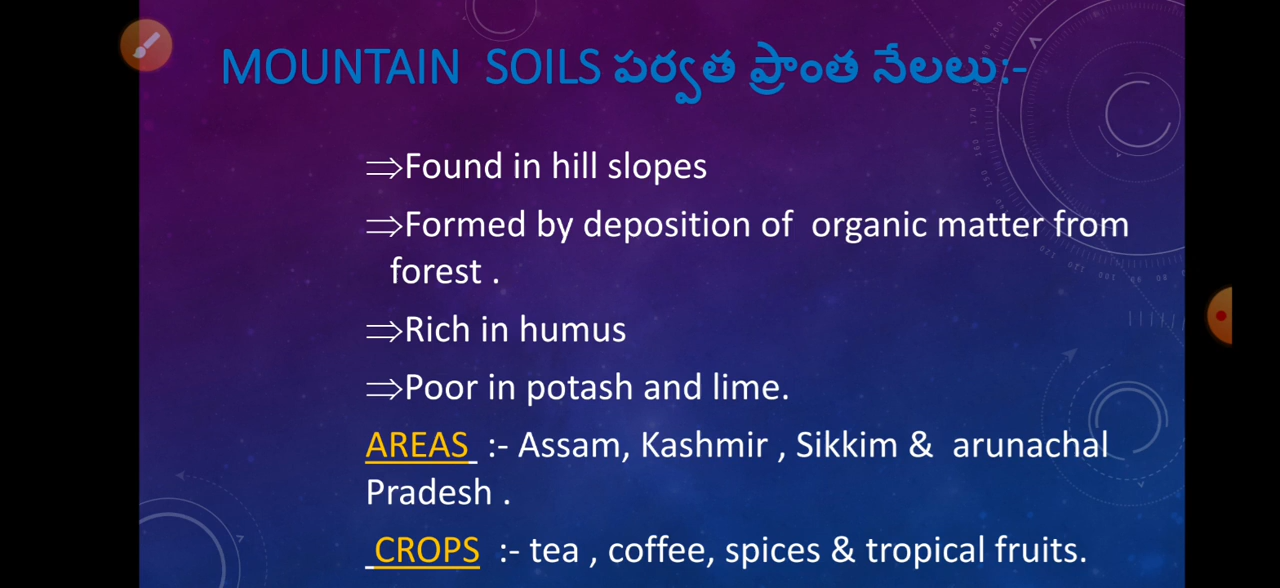 MOUNTAIN SOILS పర్వత ప్రాంత నేలలు:-
⇒Found in hill slopes
⇒Formed by deposition of organic matter from
forest .
⇒Rich in humus
⇒Poor in potash and lime.
AREAS :- Assam, Kashmir , Sikkim & arunachal
Pradesh .
CROPS :- tea , coffee, spices & tropical fruits.